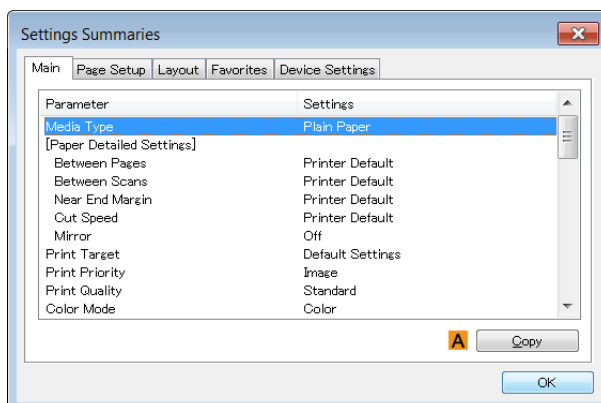 Settings Summaries
Main Page Setup Layout Favorites Device Settings
Parameter Settings
Media Type Plain Paper
[Paper Detailed Settings]
Between Pages Printer Default
Between Scans Printer Default
Near End Margin Printer Default
Cut Speed Printer Default
Mirror Off
Print Target Default Settings
Print Priority Image
Print Quality Standard
Color Mode Color
A Copy
OK